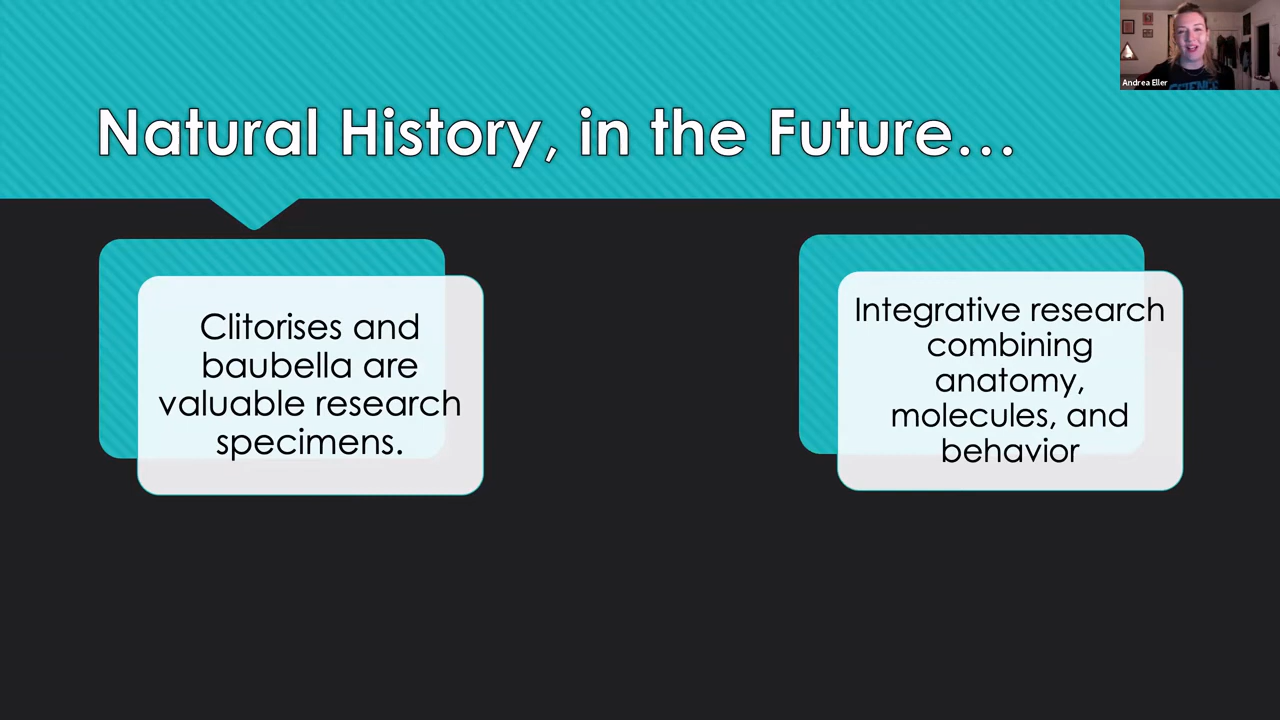 Andrea Eller
SCIENCE
Natural History, in the Future…
Clitorises and
baubella are
valuable research
specimens.
Integrative research
combining
anatomy,
molecules, and
behavior